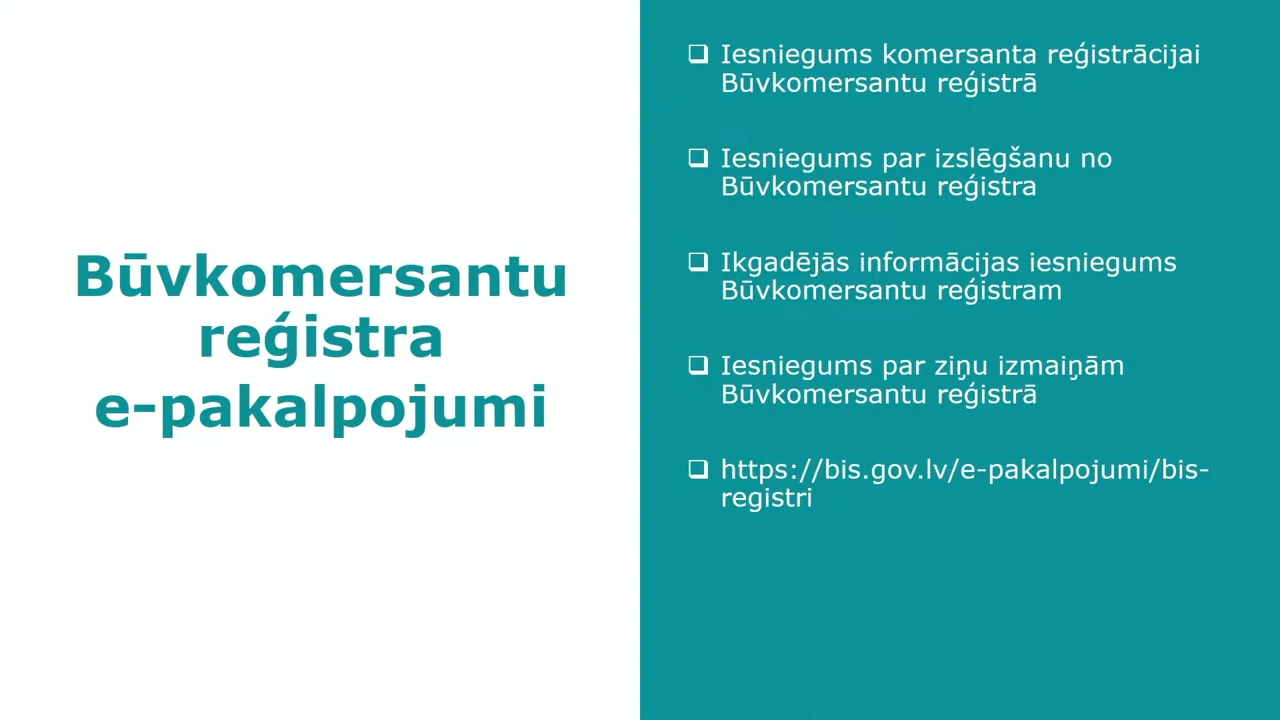 Būvkomersantu
reģistra
e-pakalpojumi
❑ Iesniegums komersanta reģistrācijai
Būvkomersantu reģistrā
❑ Iesniegums par izslēgšanu no
Būvkomersantu reģistra
❑ Ikgadējās informācijas iesniegums
Būvkomersantu reģistram
❑ Iesniegums par ziņu izmaiņām
Būvkomersantu reģistrā
❑ https://bis.gov.lv/e-pakalpojumi/bis-
registri